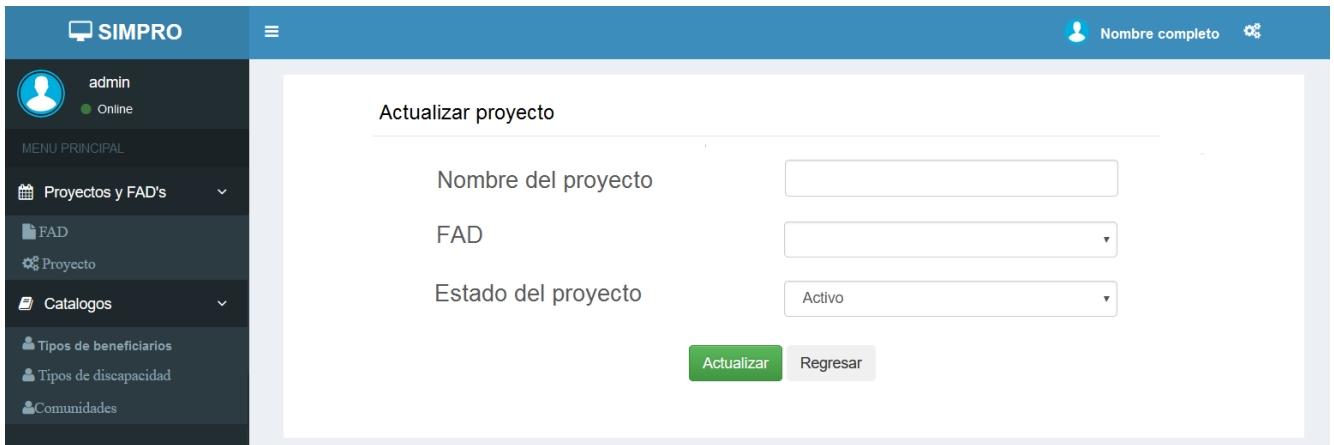 SIMPRO
Nombre completo
admin
Online
MENU PRINCIPAL
Proyectos y FAD's
FAD
Proyecto
Catalogos
Tipos de beneficiarios
Tipos de discapacidad
Comunidades
Actualizar proyecto
Nombre del proyecto
FAD
Estado del proyecto
Activo
Actualizar
Regresar